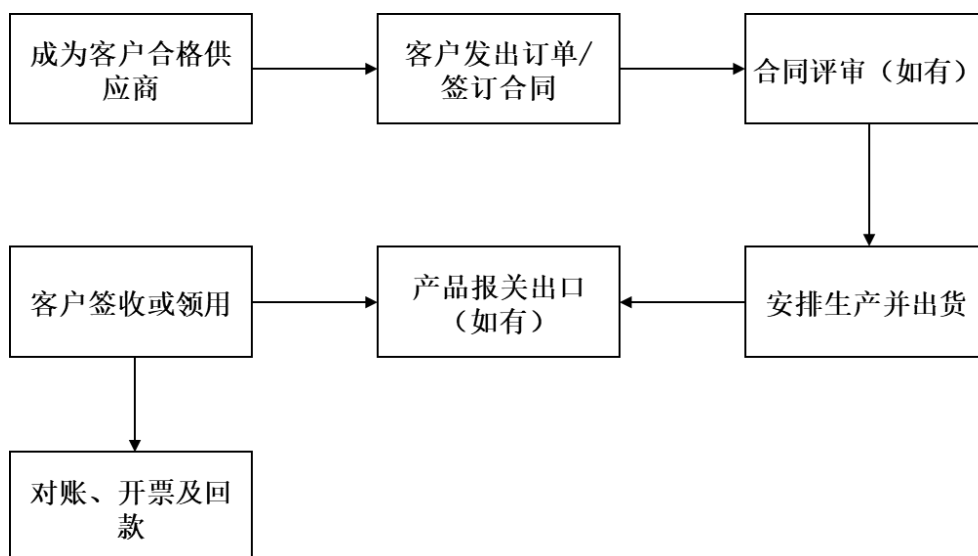 成为客户合格供
应商
客户发出订单/
签订合同
合同评审（如有）
客户签收或领用
产品报关出口
（如有）
安排生产并出货
对账、开票及回
款